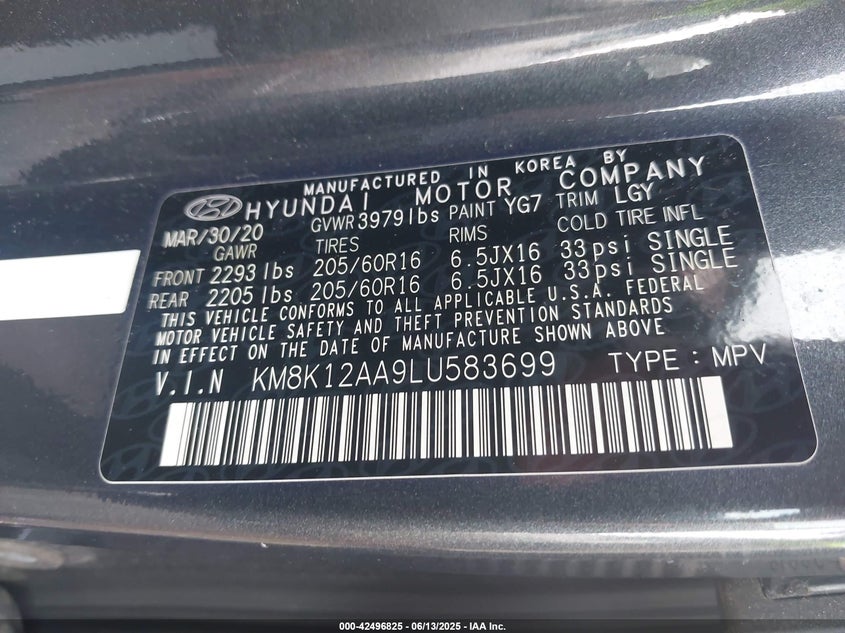 MANUFACTURED IN KOREA BY
HYUNDAI MOTOR COMPANY
MAR/30/20 GVWR 3979lbs PAINT YG7 TRIM LGY
GAWR TIRES RIMS COLD TIRE INFL
FRONT 2293 lbs 205/60R16 6.5JX16 33psi SINGLE
REAR 2205 lbs 205/60R16 6.5JX16 33psi SINGLE
THIS VEHICLE CONFORMS TO ALL APPLICABLE U.S.A. FEDERAL
MOTOR VEHICLE SAFETY AND THEFT PREVENTION STANDARDS
IN EFFECT ON THE DATE OF MANUFACTURE SHOWN ABOVE
V.I.N KM8K12AA9LU583699 TYPE : MPV
000-42496825 - 06/13/2025 - IAA Inc.